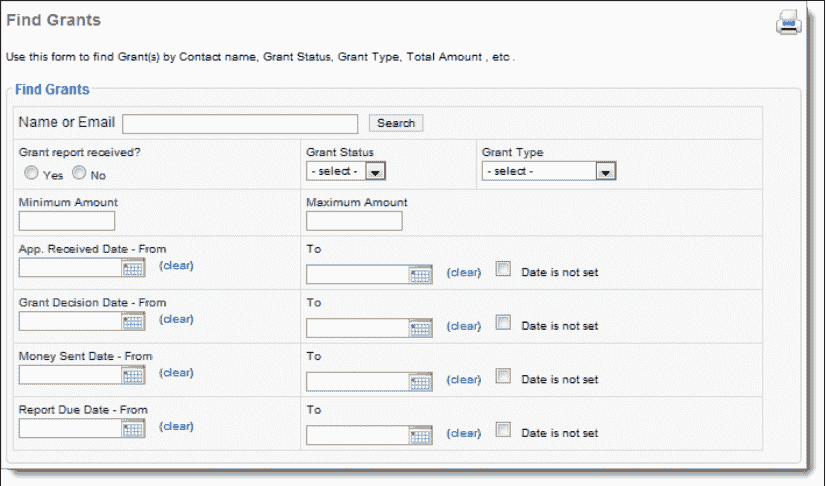 Find Grants
Use this form to find Grant(s) by Contact name, Grant Status, Grant Type, Total Amount , etc .
Find Grants
Name or Email Search
Grant report received? Grant Status Grant Type
Yes No - select - - select -
Minimum Amount Maximum Amount
App. Received Date - From To
(clear) (clear) Date is not set
Grant Decision Date - From To
(clear) (clear) Date is not set
Money Sent Date - From To
(clear) (clear) Date is not set
Report Due Date - From To
(clear) (clear) Date is not set